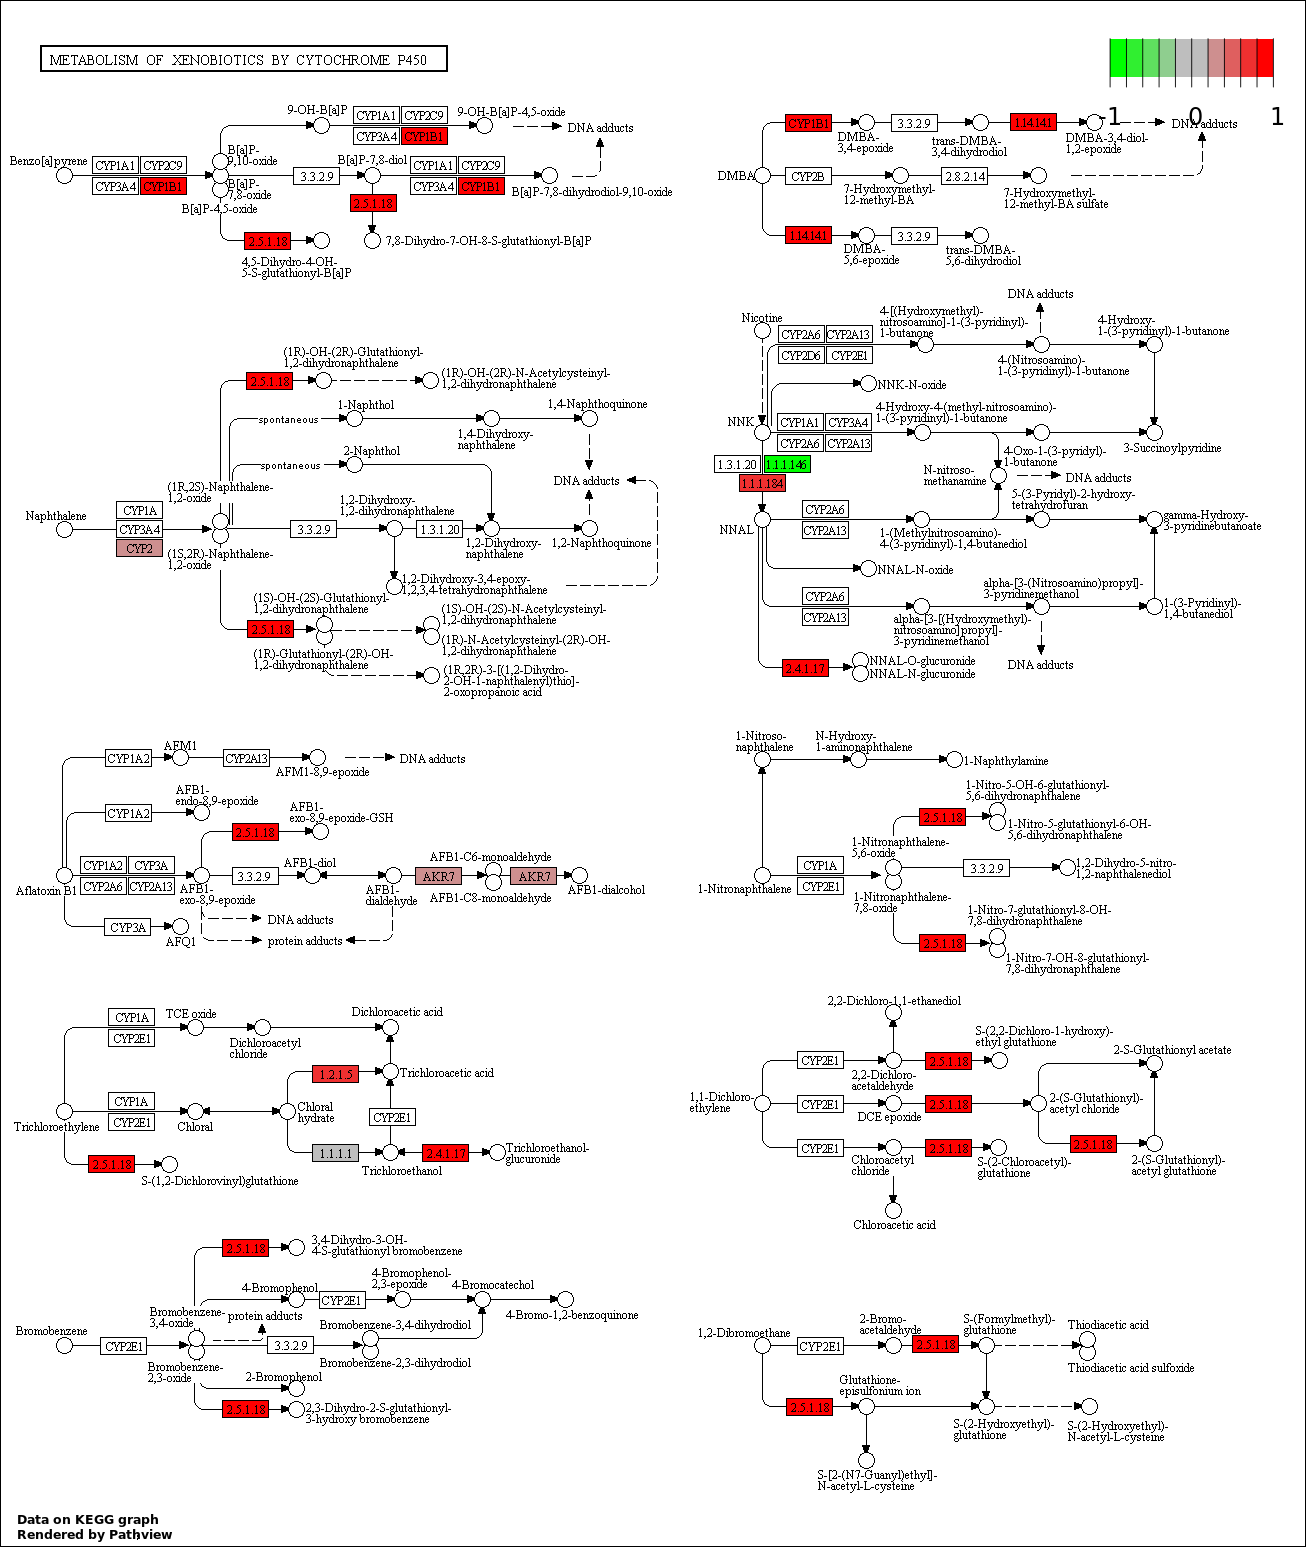 METABOLISM OF XENOBIOTICS BY CYTOCHROME P450
-1 0 1
9-OH-B[a]P
CYP1A1 CYP2C9
CYP3A4 CYP1B1
9-OH-B[a]P-4,5-oxide
DNA adducts
Benzo[a]pyrene
CYP1A1 CYP2C9
CYP3A4 CYP1B1
B[a]P-
9,10-oxide
B[a]P-
7,8-oxide
B[a]P-4,5-oxide
3.3.2.9
B[a]P-7,8-diol
CYP1A1 CYP2C9
CYP3A4 CYP1B1
B[a]P-7,8-dihydrodiol-9,10-oxide
2.5.1.18
7,8-Dihydro-7-OH-8-S-glutathionyl-B[a]P
2.5.1.18
4,5-Dihydro-4-OH-
5-S-glutathionyl-B[a]P
DMBA
CYP1B1
DMBA-
3,4-epoxide
3.3.2.9
trans-DMBA-
3,4-dihydrodiol
1.14.14.1
DMBA-3,4-diol-
1,2-epoxide
DNA adducts
CYP2B
7-Hydroxymethyl-
12-methyl-BA
2.8.2.14
7-Hydroxymethyl-
12-methyl-BA sulfate
1.14.14.1
DMBA-
5,6-epoxide
3.3.2.9
trans-DMBA-
5,6-dihydrodiol
Naphthalene
CYP1A
CYP3A4
CYP2
(1R,2S)-Naphthalene-
1,2-oxide
(1S,2R)-Naphthalene-
1,2-oxide
2.5.1.18
(1R)-OH-(2R)-Glutathionyl-
1,2-dihydronaphthalene
(1R)-OH-(2R)-N-Acetylcysteinyl-
1,2-dihydronaphthalene
spontaneous
1-Naphthol
1,4-Dihydroxy-
naphthalene
1,4-Naphthoquinone
spontaneous
2-Naphthol
DNA adducts
3.3.2.9
1,2-Dihydroxy-
1,2-dihydronaphthalene
1.3.1.20
1,2-Dihydroxy-
naphthalene
1,2-Naphthoquinone
1,2-Dihydroxy-3,4-epoxy-
1,2,3,4-tetrahydronaphthalene
(1S)-OH-(2S)-Glutathionyl-
1,2-dihydronaphthalene
2.5.1.18
(1R)-Glutathionyl-(2R)-OH-
1,2-dihydronaphthalene
(1S)-OH-(2S)-N-Acetylcysteinyl-
1,2-dihydronaphthalene
(1R)-N-Acetylcysteinyl-(2R)-OH-
1,2-dihydronaphthalene
(1R,2R)-3-[(1,2-Dihydro-
2-OH-1-naphthalenyl)thio]-
2-oxopropanoic acid
Nicotine
CYP2A6 CYP2A13
CYP2D6 CYP2E1
4-[(Hydroxymethyl)-
nitrosoamino]-1-(3-pyridinyl)-
1-butanone
DNA adducts
4-(Nitrosoamino)-
1-(3-pyridinyl)-1-butanone
4-Hydroxy-
1-(3-pyridinyl)-1-butanone
NNK-N-oxide
NNK
CYP1A1 CYP3A4
CYP2A6 CYP2A13
4-Hydroxy-4-(methyl-nitrosoamino)-
1-(3-pyridinyl)-1-butanone
4-Oxo-1-(3-pyridyl)-
1-butanone
3-Succinoylpyridine
1.3.1.20 1.1.1.146
1.1.1.184
N-nitroso-
methanamine
DNA adducts
NNAL
CYP2A6
CYP2A13
1-(Methylnitrosoamino)-
4-(3-pyridinyl)-1,4-butanediol
5-(3-Pyridyl)-2-hydroxy-
tetrahydrofuran
gamma-Hydroxy-
3-pyridinebutanoate
NNAL-N-oxide
CYP2A6
CYP2A13
alpha-[3-[(Hydroxymethyl)-
nitrosoamino]propyl]-
3-pyridinemethanol
alpha-[3-(Nitrosoamino)propyl]-
3-pyridinemethanol
1-(3-Pyridinyl)-
1,4-butanediol
DNA adducts
2.4.1.17
NNAL-O-glucuronide
NNAL-N-glucuronide
Aflatoxin B1
CYP1A2
AFM1
CYP2A13
AFM1-8,9-epoxide
DNA adducts
CYP1A2
AFB1-
endo-8,9-epoxide
2.5.1.18
AFB1-
exo-8,9-epoxide-GSH
CYP1A2 CYP3A
CYP2A6 CYP2A13
AFB1-
exo-8,9-epoxide
3.3.2.9
AFB1-diol
AFB1-
dialdehyde
AKR7
AFB1-C6-monoaldehyde
AFB1-C8-monoaldehyde
AKR7
AFB1-dialcohol
DNA adducts
protein adducts
CYP3A
AFQ1
1-Nitroso-
naphthalene
N-Hydroxy-
1-aminonaphthalene
1-Naphthylamine
1-Nitronaphthalene
CYP1A
CYP2E1
1-Nitronaphthalene-
5,6-oxide
1-Nitronaphthalene-
7,8-oxide
2.5.1.18
1-Nitro-5-OH-6-glutathionyl-
5,6-dihydronaphthalene
1-Nitro-5-glutathionyl-6-OH-
5,6-dihydronaphthalene
3.3.2.9
1,2-Dihydro-5-nitro-
1,2-naphthalenediol
2.5.1.18
1-Nitro-7-glutathionyl-8-OH-
7,8-dihydronaphthalene
1-Nitro-7-OH-8-glutathionyl-
7,8-dihydronaphthalene
Trichloroethylene
CYP1A
CYP2E1
TCE oxide
Dichloroacetyl
chloride
Dichloroacetic acid
CYP1A
CYP2E1
Chloral
Chloral
hydrate
1.2.1.5
Trichloroacetic acid
CYP2E1
1.1.1.1
Trichloroethanol
2.4.1.17
Trichloroethanol-
glucuronide
2.5.1.18
S-(1,2-Dichlorovinyl)glutathione
1,1-Dichloro-
ethylene
CYP2E1
2,2-Dichloro-1,1-ethanediol
2,2-Dichloro-
acetaldehyde
2.5.1.18
S-(2,2-Dichloro-1-hydroxy)-
ethyl glutathione
CYP2E1
DCE epoxide
2.5.1.18
2-(S-Glutathionyl)-
acetyl chloride
2-S-Glutathionyl acetate
2.5.1.18
2-(S-Glutathionyl)-
acetyl glutathione
CYP2E1
Chloroacetyl
chloride
2.5.1.18
S-(2-Chloroacetyl)-
glutathione
Chloroacetic acid
Bromobenzene
CYP2E1
Bromobenzene-
3,4-oxide
Bromobenzene-
2,3-oxide
2.5.1.18
3,4-Dihydro-3-OH-
4-S-glutathionyl bromobenzene
4-Bromophenol
CYP2E1
4-Bromophenol-
2,3-epoxide
4-Bromocatechol
4-Bromo-1,2-benzoquinone
protein adducts
3.3.2.9
Bromobenzene-3,4-dihydrodiol
Bromobenzene-2,3-dihydrodiol
2-Bromophenol
2.5.1.18
2,3-Dihydro-2-S-glutathionyl-
3-hydroxy bromobenzene
1,2-Dibromoethane
CYP2E1
2-Bromo-
acetaldehyde
2.5.1.18
S-(Formylmethyl)-
glutathione
Thiodiacetic acid
Thiodiacetic acid sulfoxide
2.5.1.18
Glutathione-
episulfonium ion
S-(2-Hydroxyethyl)-
glutathione
S-(2-Hydroxyethyl)-
N-acetyl-L-cysteine
S-[2-(N7-Guanyl)ethyl]-
N-acetyl-L-cysteine
Data on KEGG graph
Rendered by Pathview